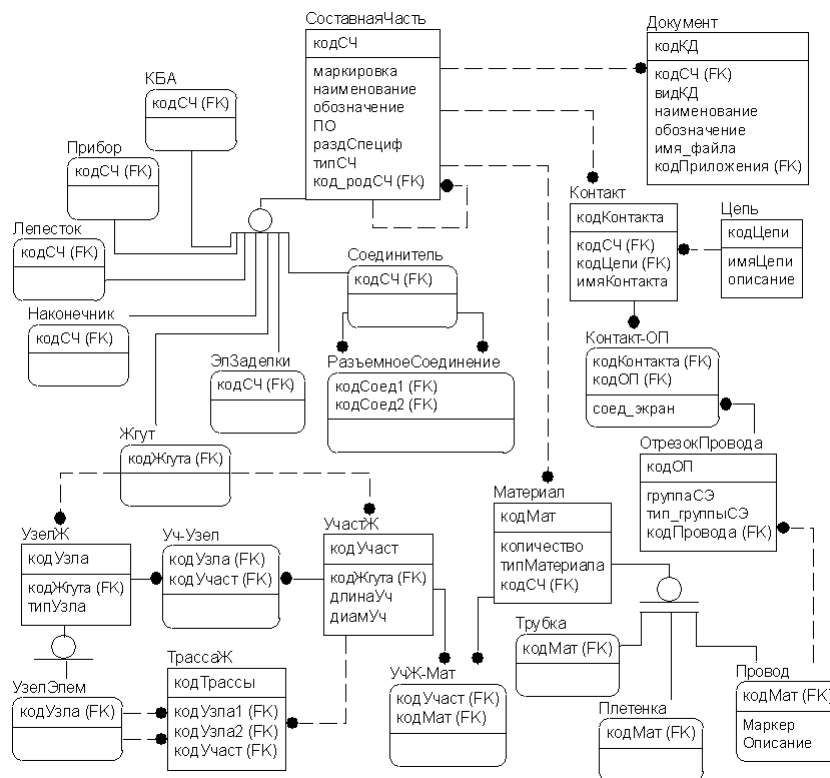 СоставнаяЧасть
кодСЧ
маркировка
наименование
обозначение
ПО
раздСпециф
типСЧ
код_родСЧ (FK)
Документ
кодКД
кодСЧ (FK)
видКД
наименование
обозначение
имя_файла
кодПриложения (FK)
КБА
кодСЧ (FK)
Прибор
кодСЧ (FK)
Лепесток
кодСЧ (FK)
Наконечник
кодСЧ (FK)
Соединитель
кодСЧ (FK)
Контакт
кодКонтакта
кодСЧ (FK)
кодЦепи (FK)
имяКонтакта
Цепь
кодЦепи
имяЦепи
описание
ЭлЗаделки
кодСЧ (FK)
РазъемноеСоединение
кодСоед1 (FK)
кодСоед2 (FK)
Контакт-ОП
кодКонтакта (FK)
кодОП (FK)
соед_экран
Жгут
кодЖгута (FK)
ОтрезокПровода
кодОП
группаСЭ
тип_группыСЭ
кодПровода (FK)
УзелЖ
кодУзла
кодЖгута (FK)
типУзла
Уч-Узел
кодУзла (FK)
кодУчаст (FK)
УчастЖ
кодУчаст
кодЖгута (FK)
длинаУч
диамУч
Материал
кодМат
количество
типМатериала
кодСЧ (FK)
УзелЭлем
кодУзла (FK)
ТрассаЖ
кодТрассы
кодУзла1 (FK)
кодУзла2 (FK)
кодУчаст (FK)
УчЖ-Мат
кодУчаст (FK)
кодМат (FK)
Трубка
кодМат (FK)
Плетенка
кодМат (FK)
Провод
кодМат (FK)
Маркер
Описание